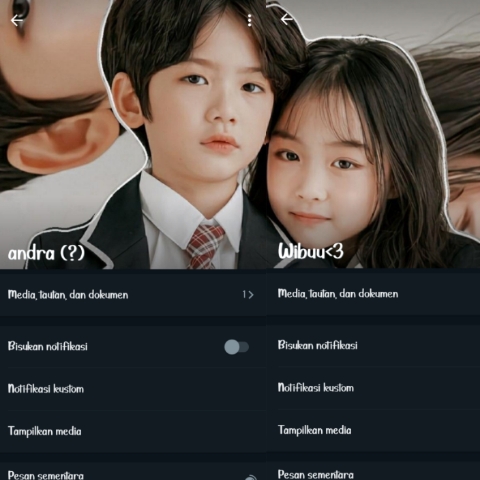 andra (?)
Media, tautan, dan dokumen
1
Bisukan notifikasi
Notifikasi kustom
Tampilkan media
Pesan sementara
Wibuu<3
Media, tautan, dan dokumen
Bisukan notifikasi
Notifikasi kustom
Tampilkan media
Pesan sementara